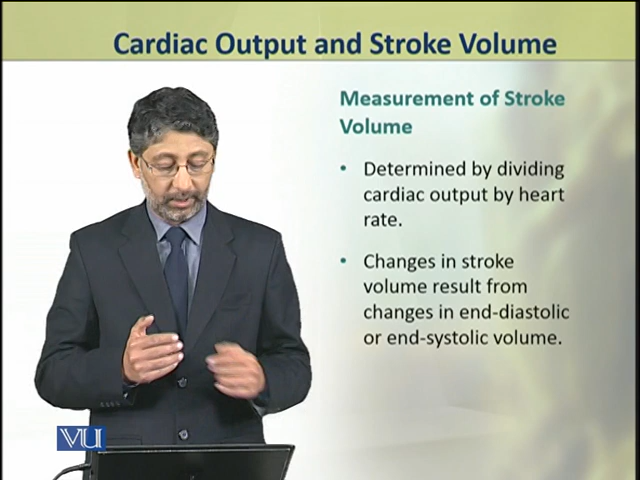 Cardiac Output and Stroke Volume
Measurement of Stroke
Volume
• Determined by dividing
cardiac output by heart
rate.
• Changes in stroke
volume result from
changes in end-diastolic
or end-systolic volume.
VU